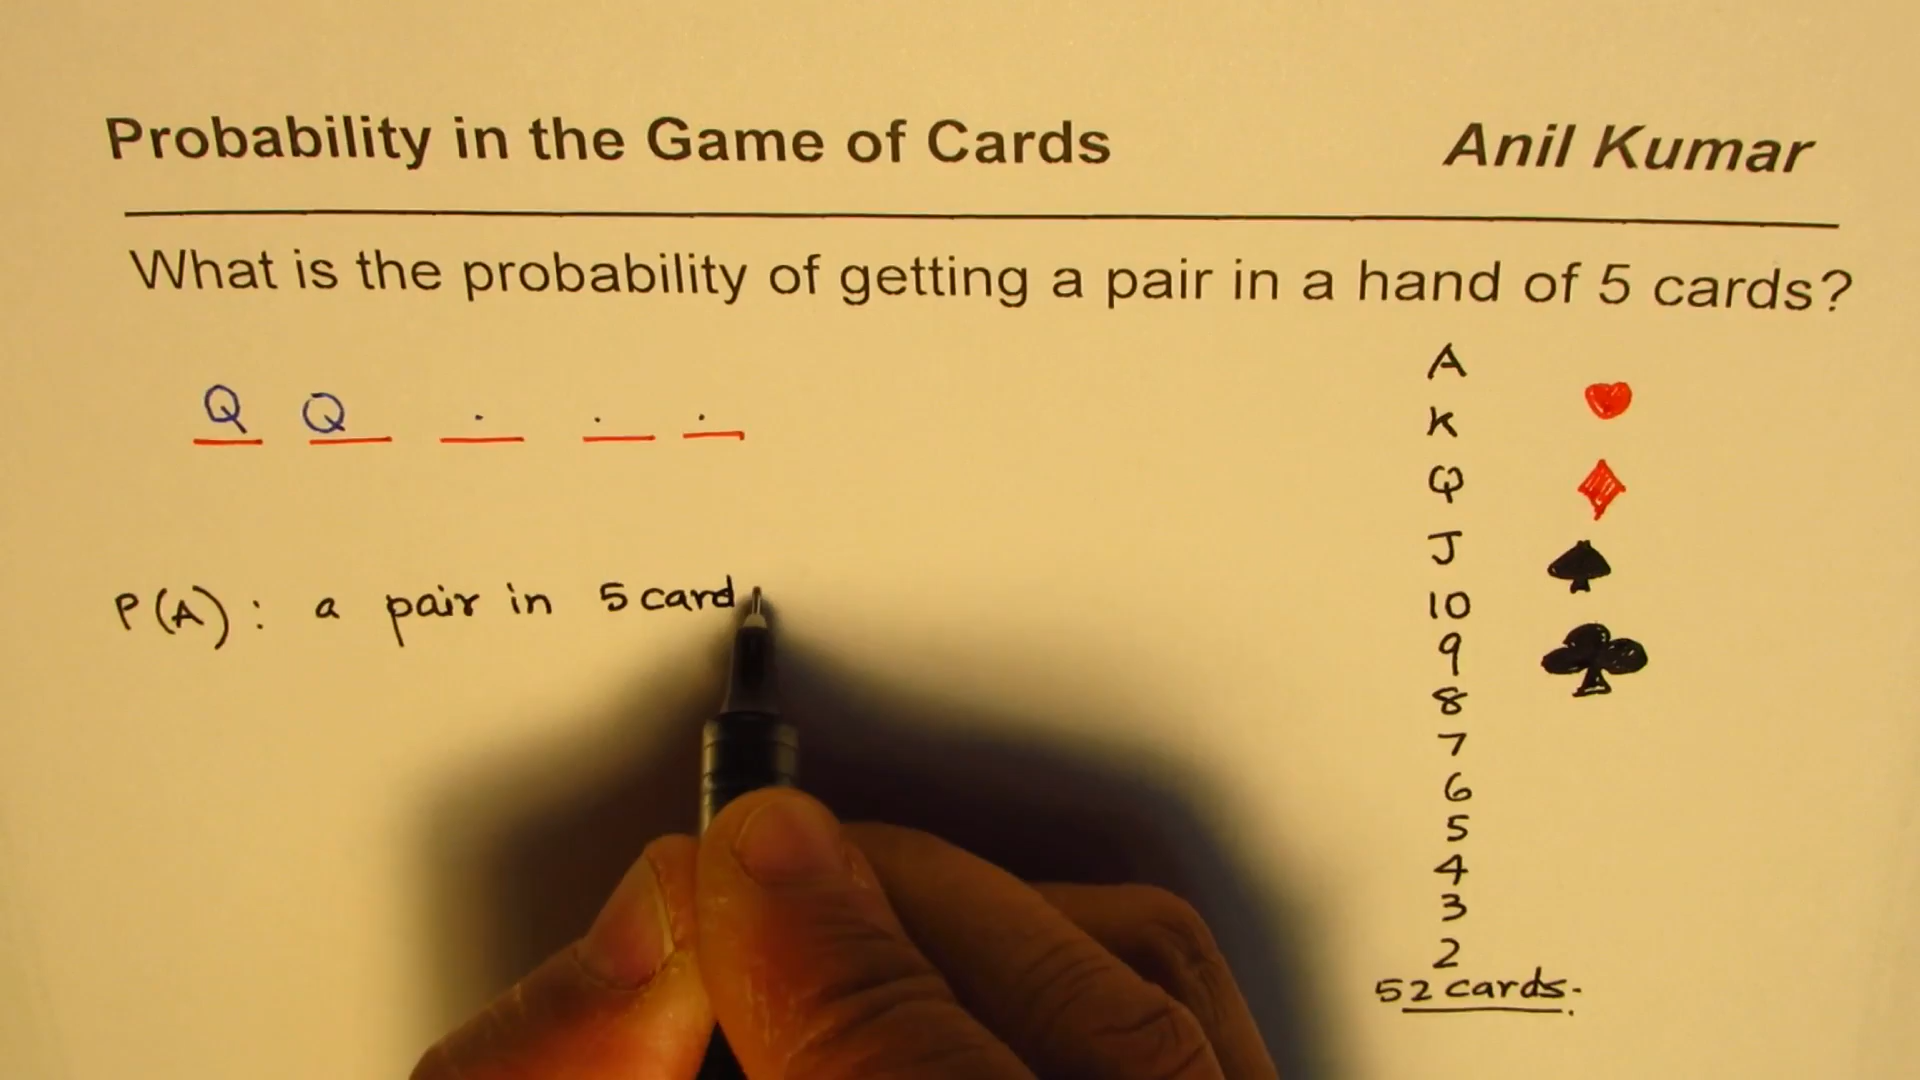 Probability in the Game of Cards Anil Kumar
What is the probability of getting a pair in a hand of 5 cards?
Q Q . . .
P(A): a pair in 5 card
A
K
Q
J
10
9
8
7
6
5
4
3
2
52 cards.